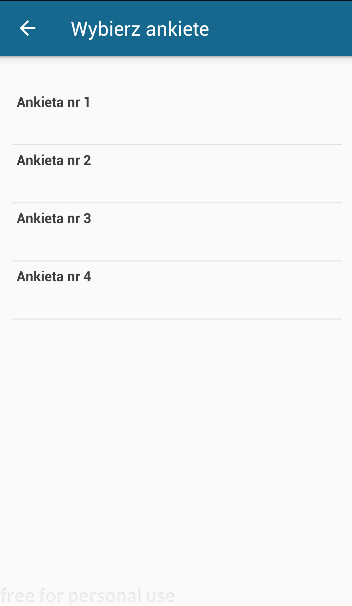 Wybierz ankiete
Ankieta nr 1
Ankieta nr 2
Ankieta nr 3
Ankieta nr 4
free for personal use